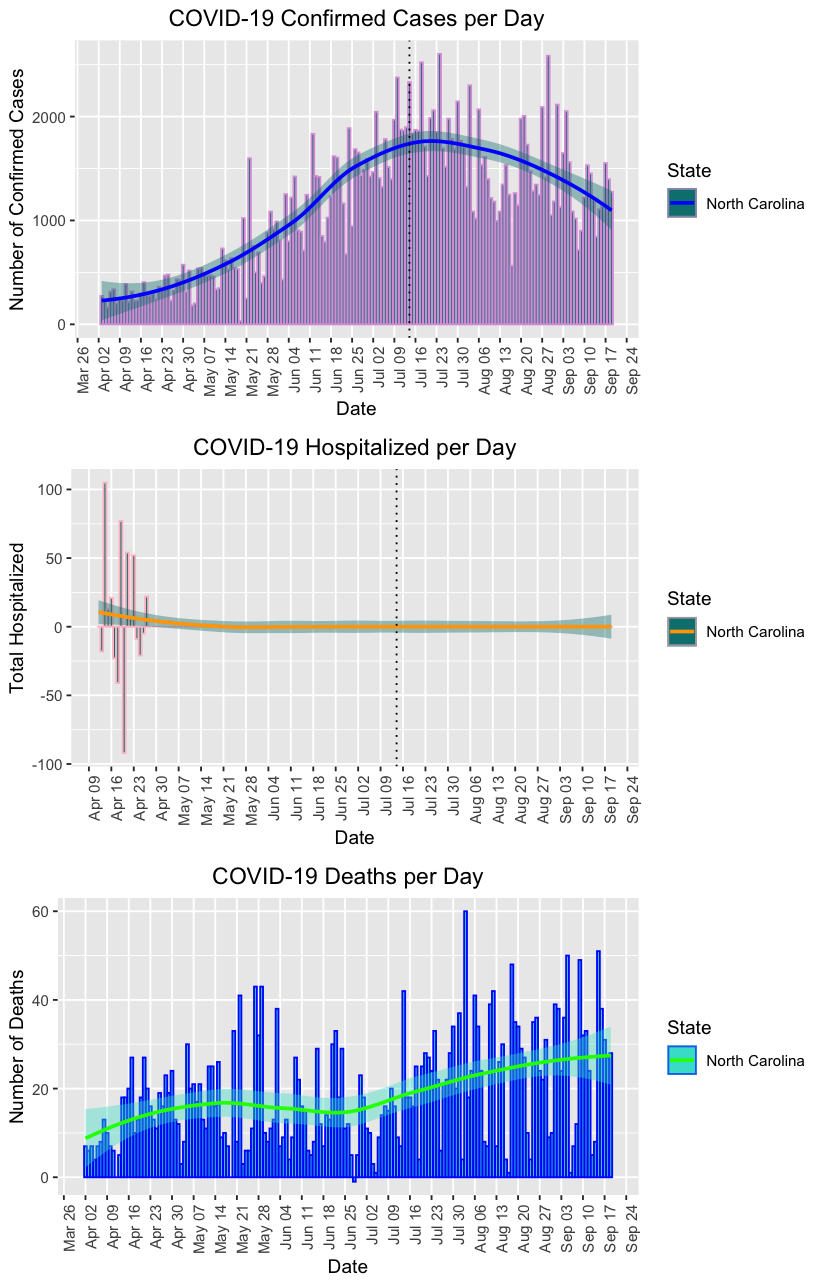 COVID-19 Confirmed Cases per Day
Number of Confirmed Cases
2000
1000
0
Mar 26
Apr 02
Apr 09
Apr 16
Apr 23
Apr 30
May 07
May 14
May 21
May 28
Jun 04
Jun 11
Jun 18
Jun 25
Jul 02
Jul 09
Jul 16
Jul 23
Jul 30
Aug 06
Aug 13
Aug 20
Aug 27
Sep 03
Sep 10
Sep 17
Sep 24
Date
State
North Carolina
COVID-19 Hospitalized per Day
Total Hospitalized
100
50
0
-50
-100
Apr 09
Apr 16
Apr 23
Apr 30
May 07
May 14
May 21
May 28
Jun 04
Jun 11
Jun 18
Jun 25
Jul 02
Jul 09
Jul 16
Jul 23
Jul 30
Aug 06
Aug 13
Aug 20
Aug 27
Sep 03
Sep 10
Sep 17
Sep 24
Date
State
North Carolina
COVID-19 Deaths per Day
Number of Deaths
60
40
20
0
Mar 26
Apr 02
Apr 09
Apr 16
Apr 23
Apr 30
May 07
May 14
May 21
May 28
Jun 04
Jun 11
Jun 18
Jun 25
Jul 02
Jul 09
Jul 16
Jul 23
Jul 30
Aug 06
Aug 13
Aug 20
Aug 27
Sep 03
Sep 10
Sep 17
Sep 24
Date
State
North Carolina